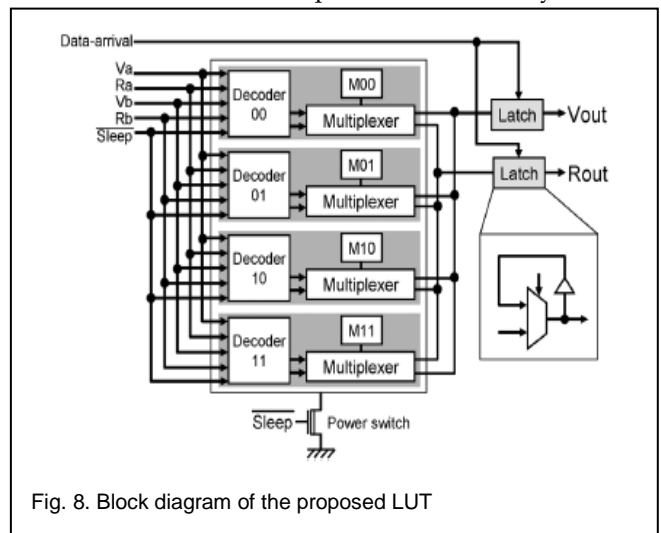 Data-arrival
Va
Ra
Vb
Rb
Sleep
Decoder
00
M00
Multiplexer
Latch
Vout
Decoder
01
M01
Multiplexer
Latch
Rout
Decoder
10
M10
Multiplexer
Decoder
11
M11
Multiplexer
Sleep
Power switch
Fig. 8. Block diagram of the proposed LUT